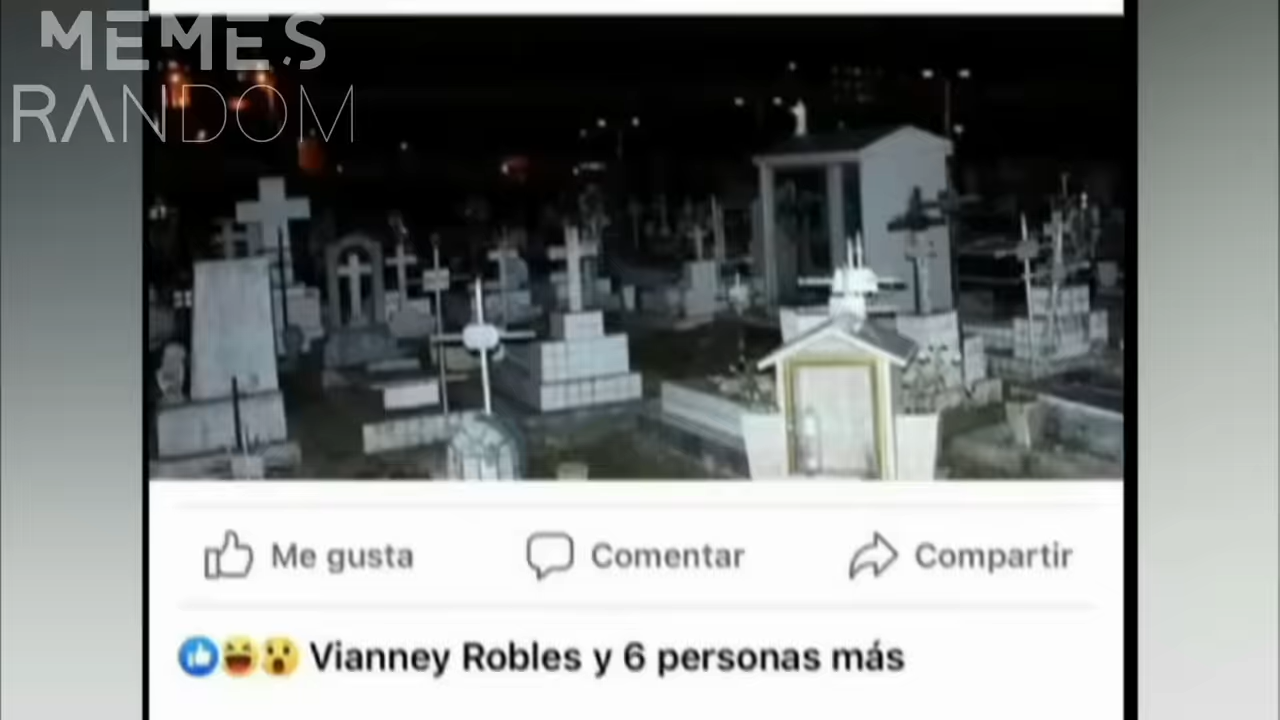 MEMES
RANDOM
Me gusta
Comentar
Compartir
Vianney Robles y 6 personas más